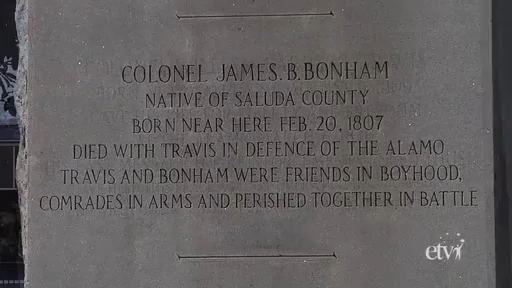 COLONEL JAMES. B. BONHAM
NATIVE OF SALUDA COUNTY
BORN NEAR HERE FEB. 20, 1807
DIED WITH TRAVIS IN DEFENCE OF THE ALAMO
TRAVIS AND BONHAM WERE FRIENDS IN BOYHOOD,
COMRADES IN ARMS AND PERISHED TOGETHER IN BATTLE
etv